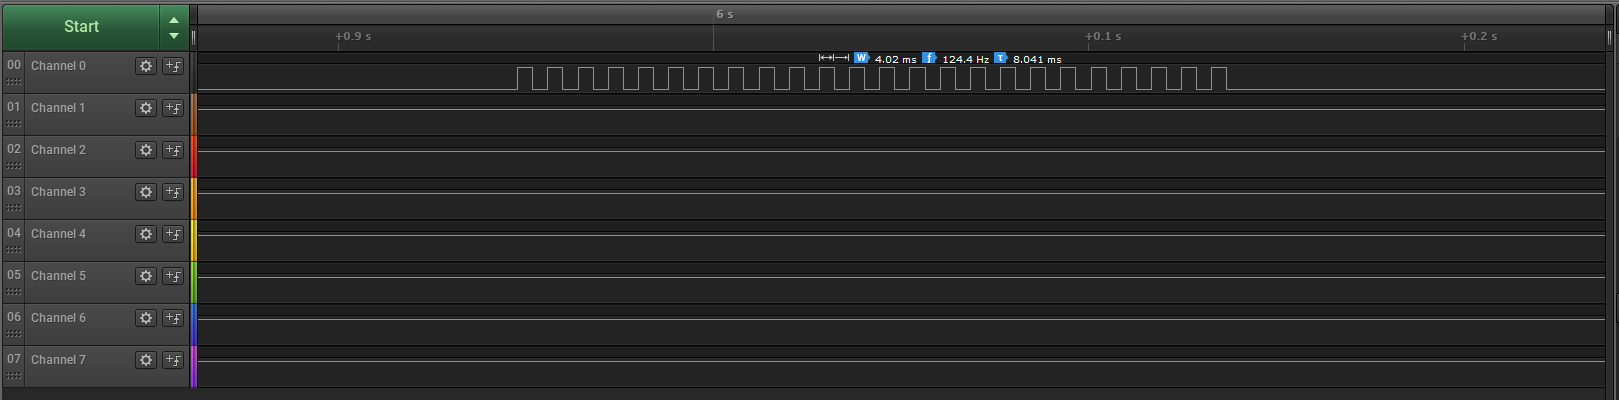 Start
6 s
+0.9 s
+0.1 s
+0.2 s
W 4.02 ms f 124.4 Hz T 8.041 ms
00 Channel 0
01 Channel 1
02 Channel 2
03 Channel 3
04 Channel 4
05 Channel 5
06 Channel 6
07 Channel 7